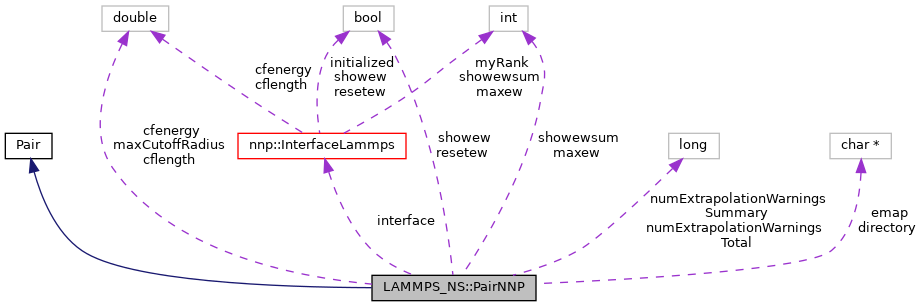 double
bool
int
cfenergy
cflength
initialized
showew
resetew
myRank
showewsum
maxew
cfenergy
maxCutoffRadius
cflength
Pair
nnp::InterfaceLammps
showew
resetew
showewsum
maxew
long
char *
interface
numExtrapolationWarnings
Summary
numExtrapolationWarnings
Total
emap
directory
LAMMPS_NS::PairNNP